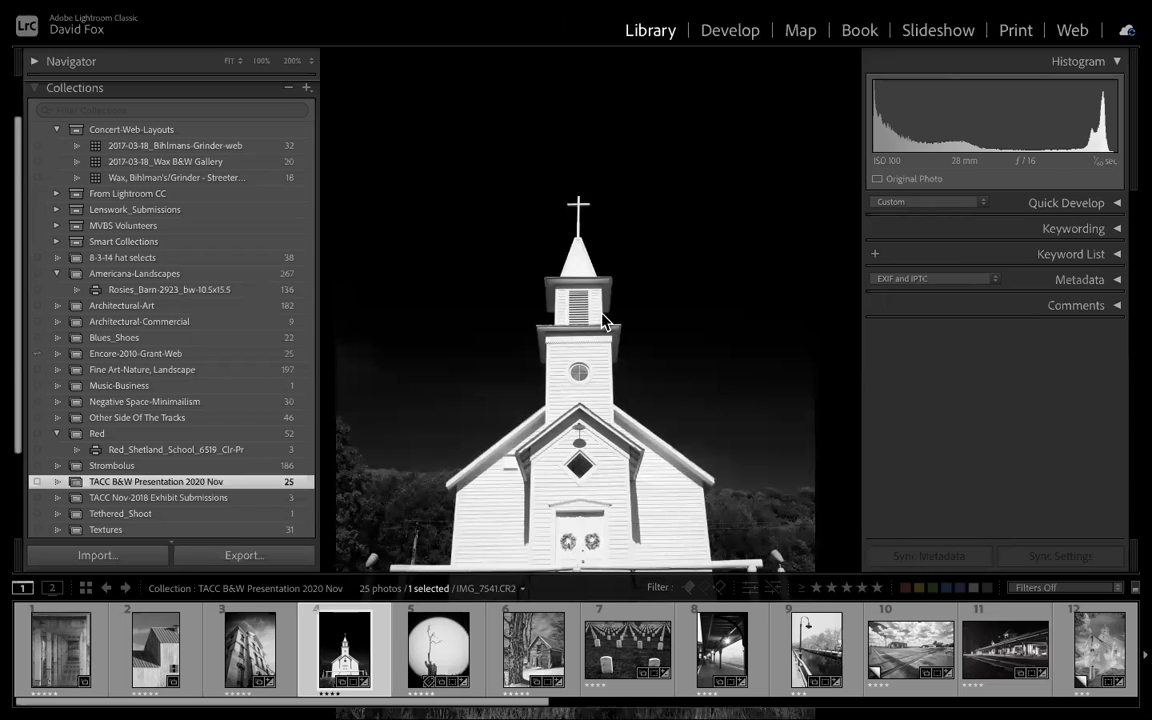 LrC
Adobe Lightroom Classic
David Fox
Library
Develop
Map
Book
Slideshow
Print
Web
Navigator
FIT
100%
200%
Collections
Filter Collections
Concert-Web-Layouts
2017-03-18_Bihlmans-Grinder-web 32
2017-03-18_Wax B&W Gallery 20
Wax, Bihlman's/Grinder - Streeter... 18
From Lightroom CC
Lenswork_Submissions
MVBS Volunteers
Smart Collections
8-3-14 hat selects 38
Americana-Landscapes 267
Rosies_Barn-2923_bw-10.5x15.5 136
Architectural-Art 182
Architectural-Commercial 9
Blues_Shoes 22
Encore-2010-Grant-Web 25
Fine Art-Nature, Landscape 197
Music-Business 1
Negative Space-Minimailism 30
Other Side Of The Tracks 46
Red 52
Red_Shetland_School_6519_Clr-Pr 3
Strombolus 186
TACC B&W Presentation 2020 Nov 25
TACC Nov-2018 Exhibit Submissions 3
Tethered_Shoot 1
Textures 31
Import...
Export...
Histogram
ISO 100
28 mm
ƒ / 16
1/40 sec
Original Photo
Custom
Quick Develop
Keywording
Keyword List
EXIF and IPTC
Metadata
Comments
Sync Metadata
Sync Settings
1
2
Collection : TACC B&W Presentation 2020 Nov
25 photos / 1 selected / IMG_7541.CR2
Filter :
Filters Off
1
2
3
4
5
6
7
8
9
10
11
12